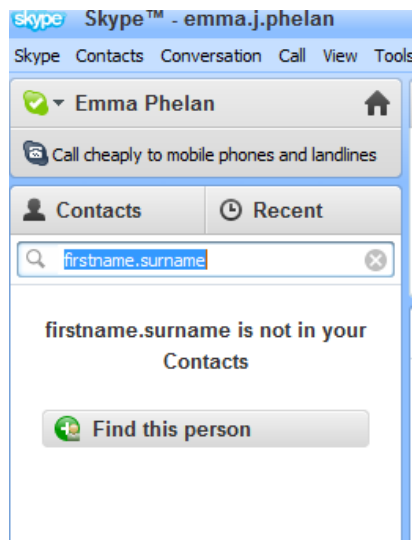 skype Skype™ - emma.j.phelan
Skype Contacts Conversation Call View Tools
Emma Phelan
Call cheaply to mobile phones and landlines
Contacts Recent
firstname.surname
firstname.surname is not in your
Contacts
Find this person